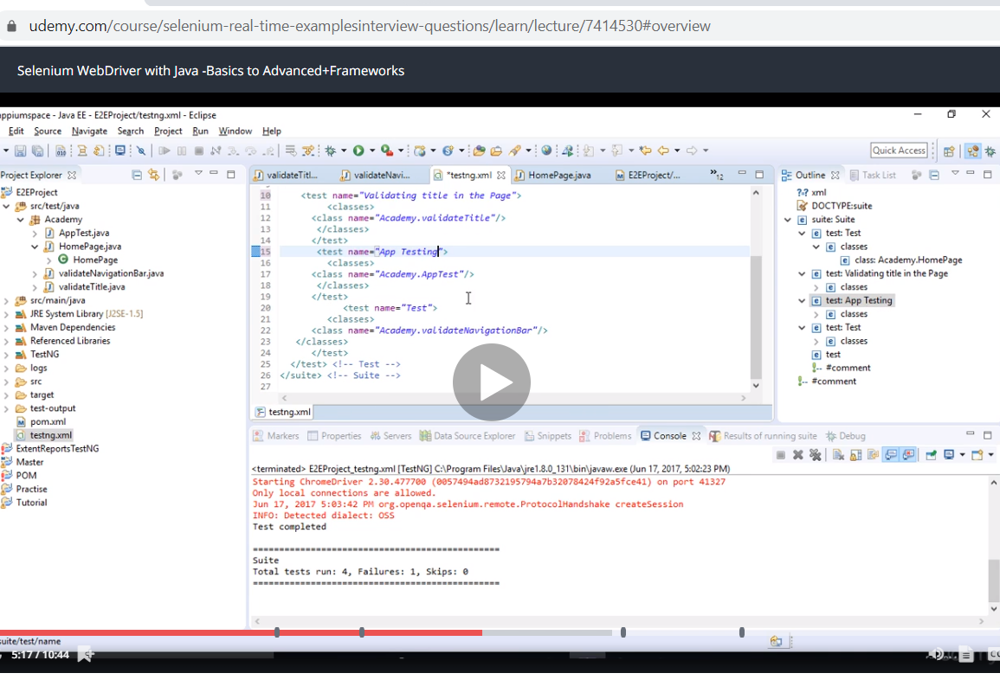 udemy.com/course/selenium-real-time-examplesinterview-questions/learn/lecture/7414530#overview
Selenium WebDriver with Java -Basics to Advanced+Frameworks
appiumspace - Java EE - E2EProject/testng.xml - Eclipse
Edit Source Navigate Search Project Run Window Help
Quick Access
Project Explorer
E2EProject
src/test/java
Academy
AppTest.java
HomePage.java
HomePage
validateNavigationBar.java
validateTitle.java
src/main/java
JRE System Library [J2SE-1.5]
Maven Dependencies
Referenced Libraries
TestNG
logs
src
target
test-output
pom.xml
testng.xml
ExtentReportsTestNG
Master
POM
Practise
Tutorial
validateTitl... validateNavi... *testng.xml HomePage.java E2EProject/... »12
10 <test name="Validating title in the Page">
11 <classes>
12 <class name="Academy.validateTitle"/>
13 </classes>
14 </test>
15 <test name="App Testing">
16 <classes>
17 <class name="Academy.AppTest"/>
18 </classes>
19 </test>
20 <test name="Test">
21 <classes>
22 <class name="Academy.validateNavigationBar"/>
23 </classes>
24 </test>
25 </test> <!-- Test -->
26 </suite> <!-- Suite -->
27
testng.xml
Outline Task List
?=? xml
DOCTYPE:suite
suite: Suite
test: Test
classes
class: Academy.HomePage
test: Validating title in the Page
classes
test: App Testing
classes
test: Test
classes
test
#comment
#comment
Markers Properties Servers Data Source Explorer Snippets Problems Console Results of running suite Debug
<terminated> E2EProject_testng.xml [TestNG] C:\Program Files\Java\jre1.8.0_131\bin\javaw.exe (Jun 17, 2017, 5:02:23 PM)
Starting ChromeDriver 2.30.477700 (0057494ad8732195794a7b32078424f92a5fce41) on port 41327
Only local connections are allowed.
Jun 17, 2017 5:03:42 PM org.openqa.selenium.remote.ProtocolHandshake createSession
INFO: Detected dialect: OSS
Test completed
===============================================
Suite
Total tests run: 4, Failures: 1, Skips: 0
===============================================
suite/test/name
5:17 / 10:44